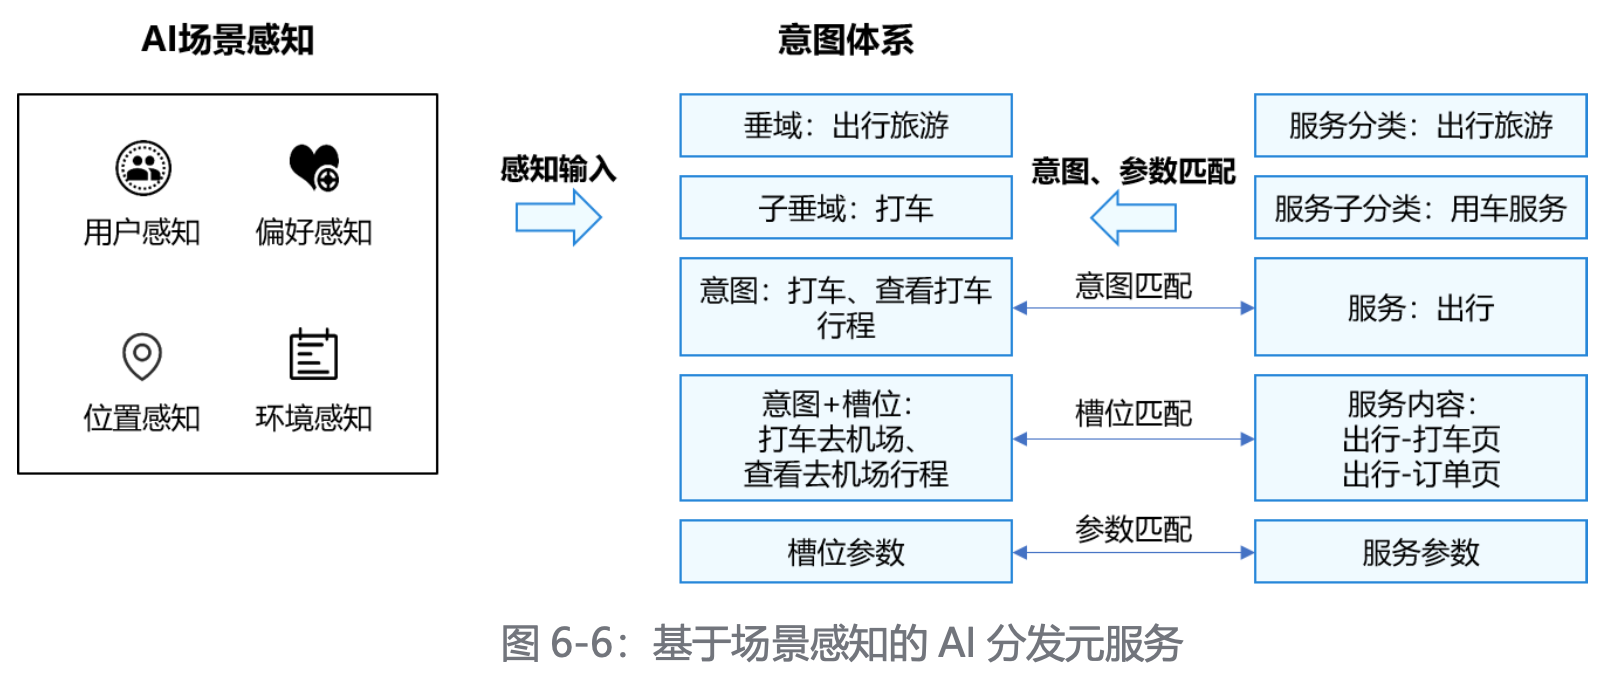 AI场景感知
用户感知
偏好感知
位置感知
环境感知
感知输入
意图体系
垂域：出行旅游
子垂域：打车
意图：打车、查看打车
行程
意图+槽位：
打车去机场、
查看去机场行程
槽位参数
意图、参数匹配
意图匹配
槽位匹配
参数匹配
服务分类：出行旅游
服务子分类：用车服务
服务：出行
服务内容：
出行-打车页
出行-订单页
服务参数
图 6-6：基于场景感知的 AI 分发元服务